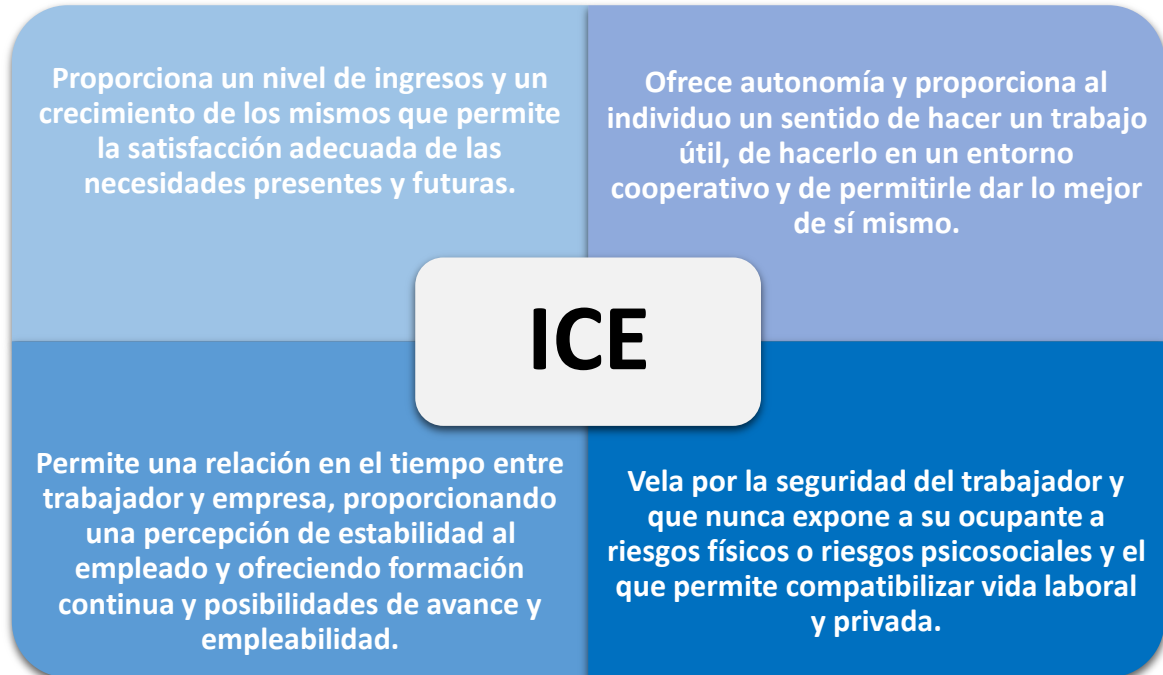 Proporciona un nivel de ingresos y un
crecimiento de los mismos que permite
la satisfacción adecuada de las
necesidades presentes y futuras.
Ofrece autonomía y proporciona al
individuo un sentido de hacer un trabajo
útil, de hacerlo en un entorno
cooperativo y de permitirle dar lo mejor
de sí mismo.
ICE
Permite una relación en el tiempo entre
trabajador y empresa, proporcionando
una percepción de estabilidad al
empleado y ofreciendo formación
continua y posibilidades de avance y
empleabilidad.
Vela por la seguridad del trabajador y
que nunca expone a su ocupante a
riesgos físicos o riesgos psicosociales y el
que permite compatibilizar vida laboral
y privada.